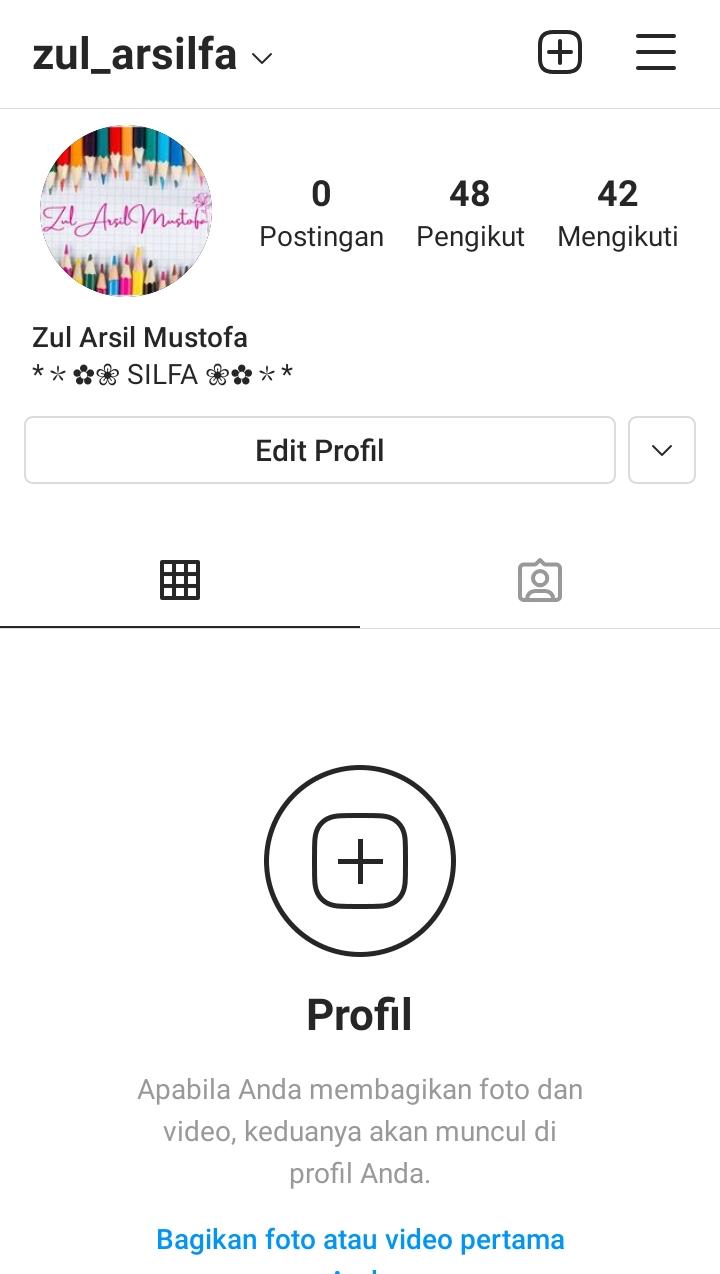 zul_arsilfa
Zul Arsil Mustofa
0 48 42
Postingan Pengikut Mengikuti
Zul Arsil Mustofa
*⁎✿❀ SILFA ❀✿⁎*
Edit Profil
Profil
Apabila Anda membagikan foto dan
video, keduanya akan muncul di
profil Anda.
Bagikan foto atau video pertama